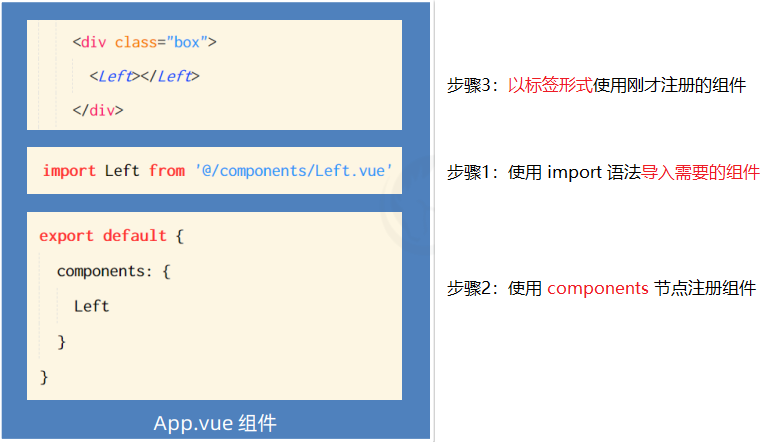 <div class="box">
<Left></Left>
</div>
步骤3：以标签形式使用刚才注册的组件
import Left from '@/components/Left.vue'
步骤1：使用 import 语法导入需要的组件
export default {
components: {
Left
}
}
步骤2：使用 components 节点注册组件
App.vue 组件